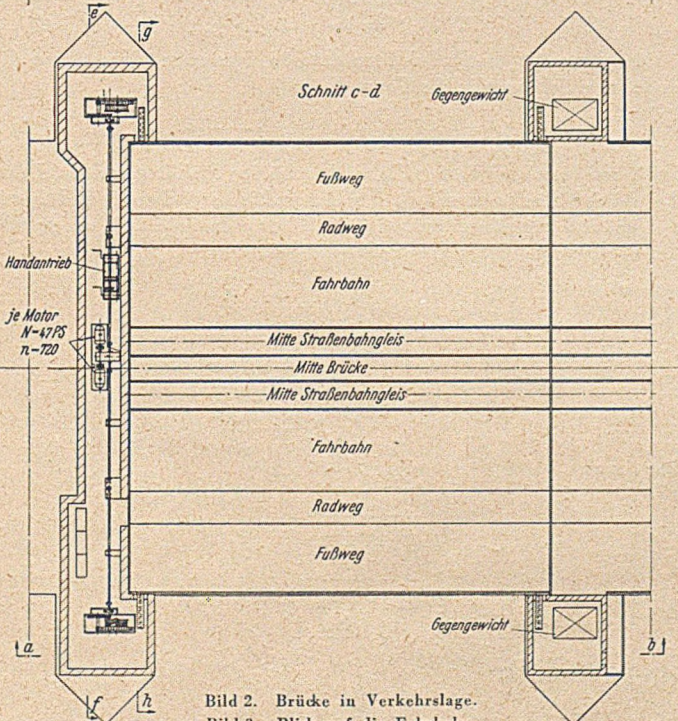 e
g
Schnitt c-d
Gegengewicht
Fußweg
Radweg
Handantrieb
Fahrbahn
je Motor
N-47PS
n-720
Mitte Straßenbahngleis
Mitte Brücke
Mitte Straßenbahngleis
Fahrbahn
Radweg
Fußweg
Gegengewicht
a
b
f
h
Bild 2. Brücke in Verkehrslage.